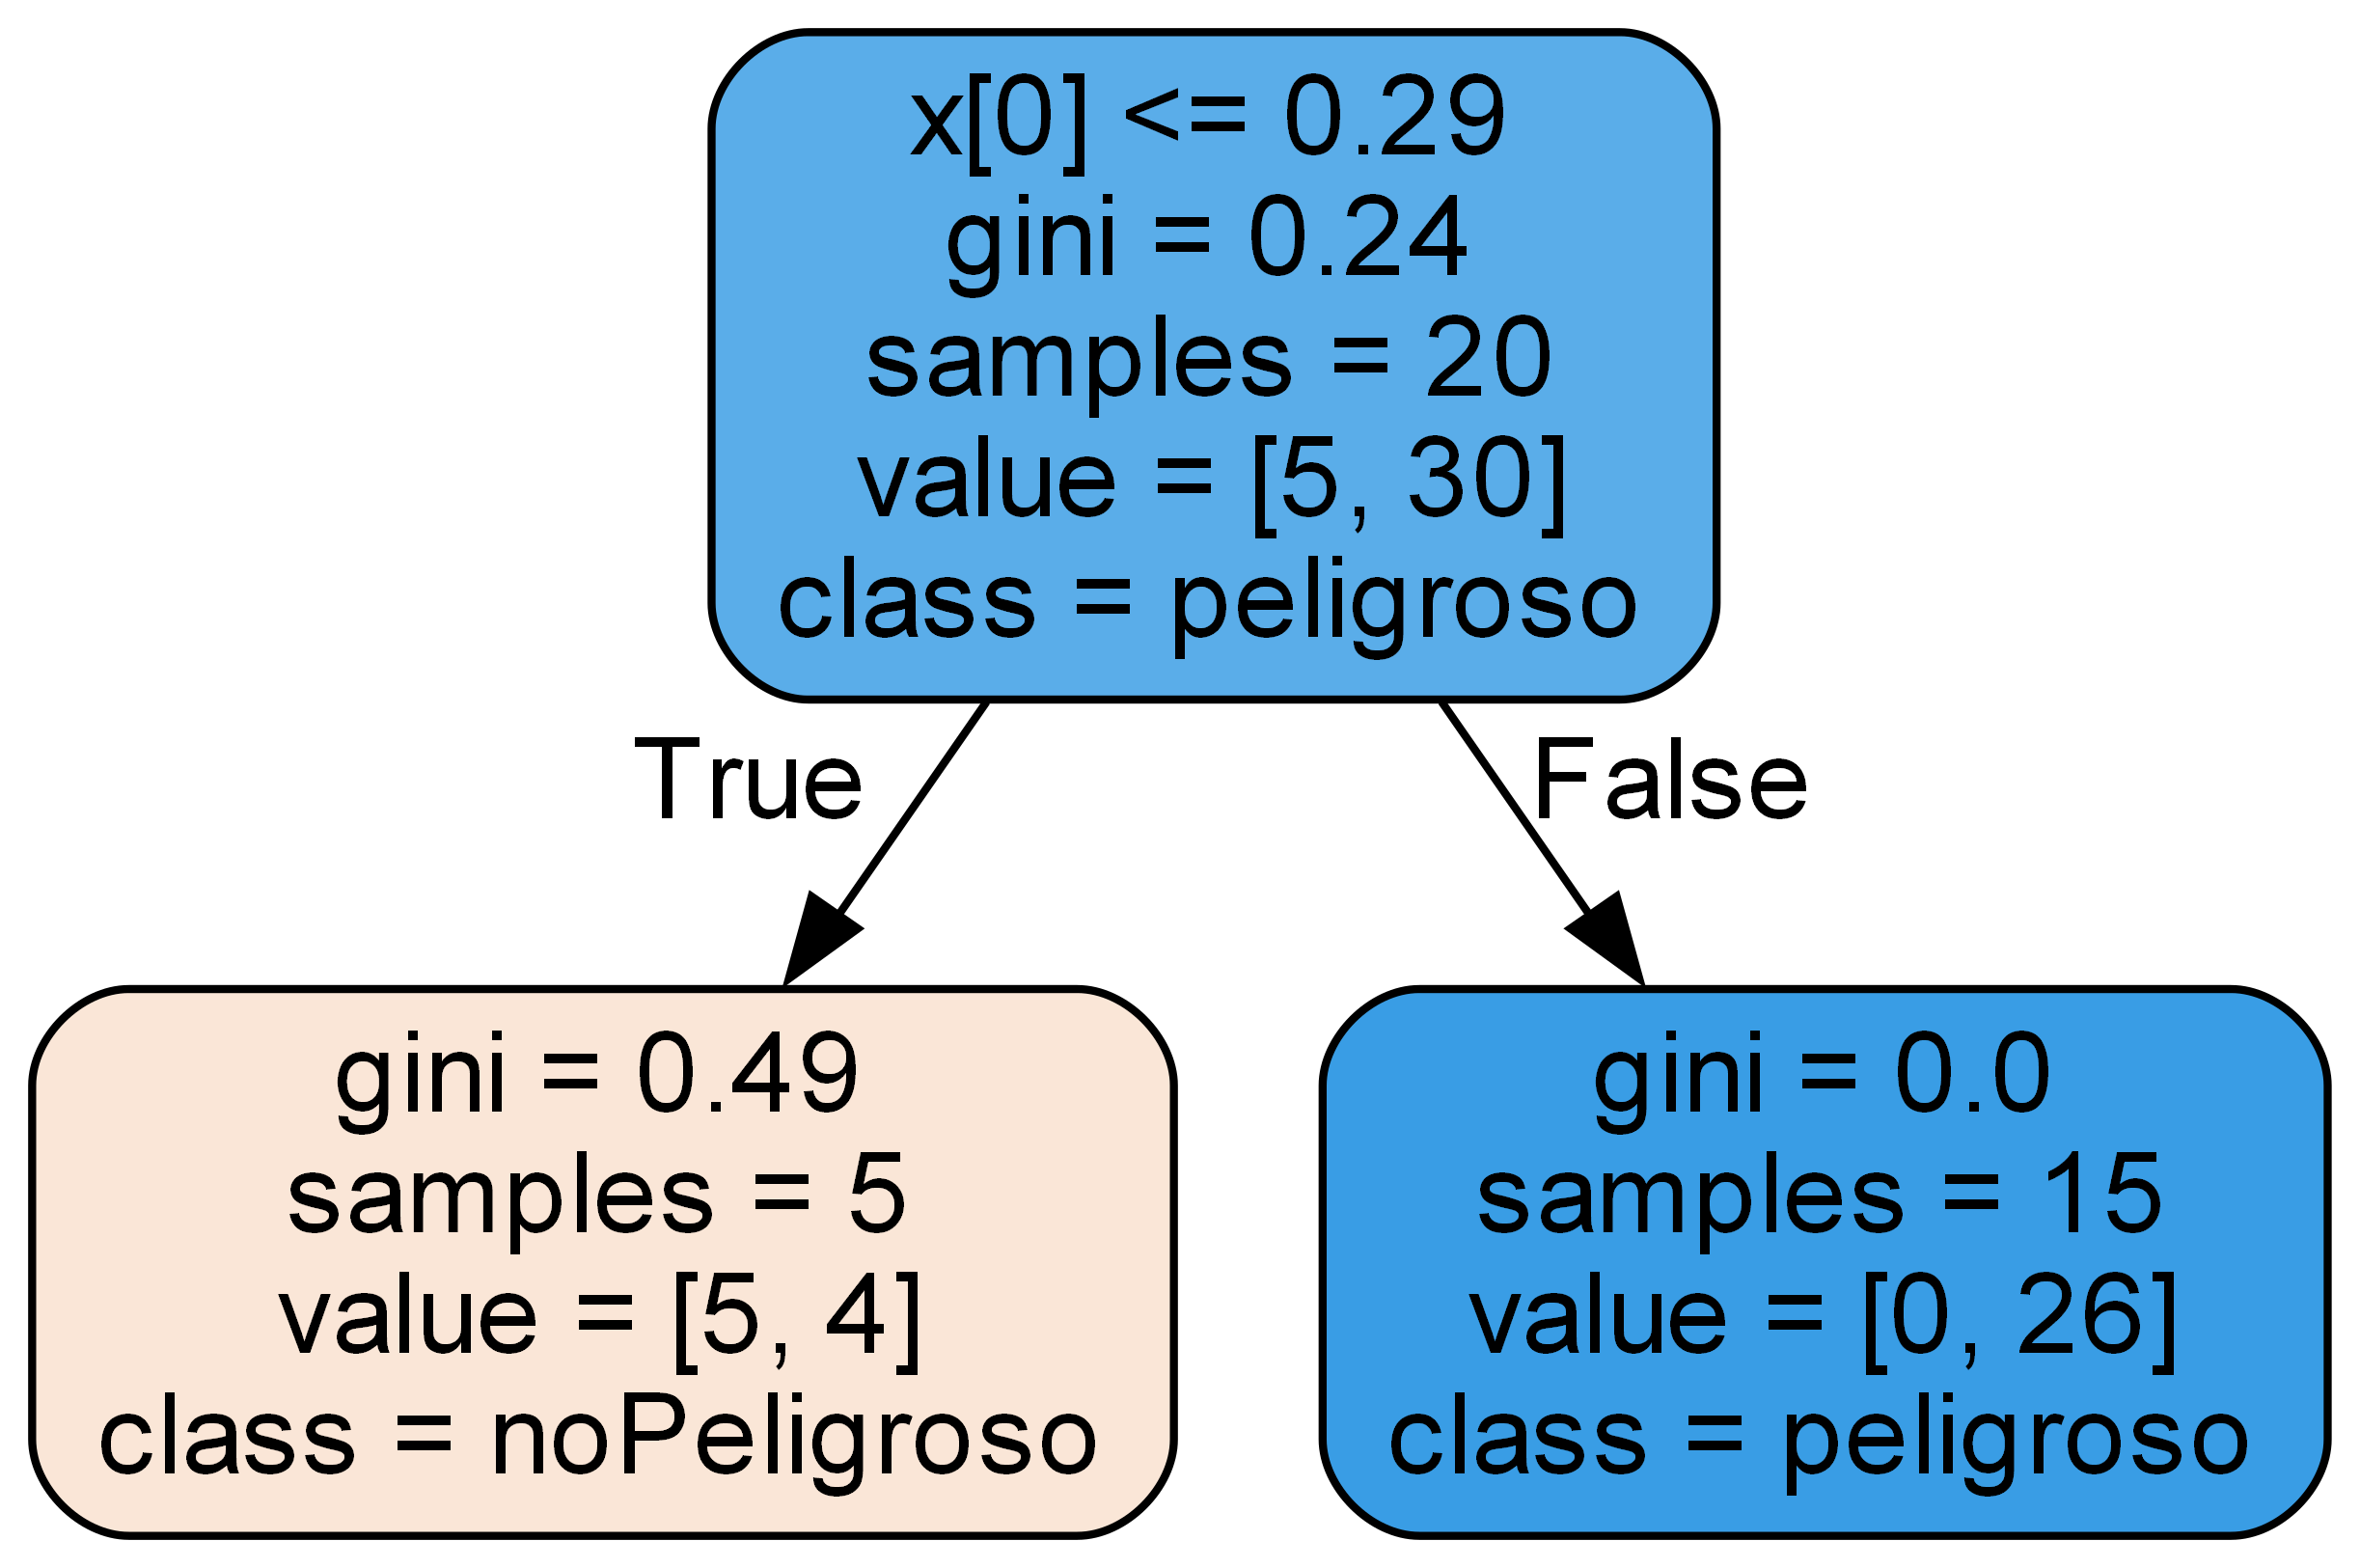 x[0] <= 0.29
gini = 0.24
samples = 20
value = [5, 30]
class = peligroso
True
False
gini = 0.49
samples = 5
value = [5, 4]
class = noPeligroso
gini = 0.0
samples = 15
value = [0, 26]
class = peligroso